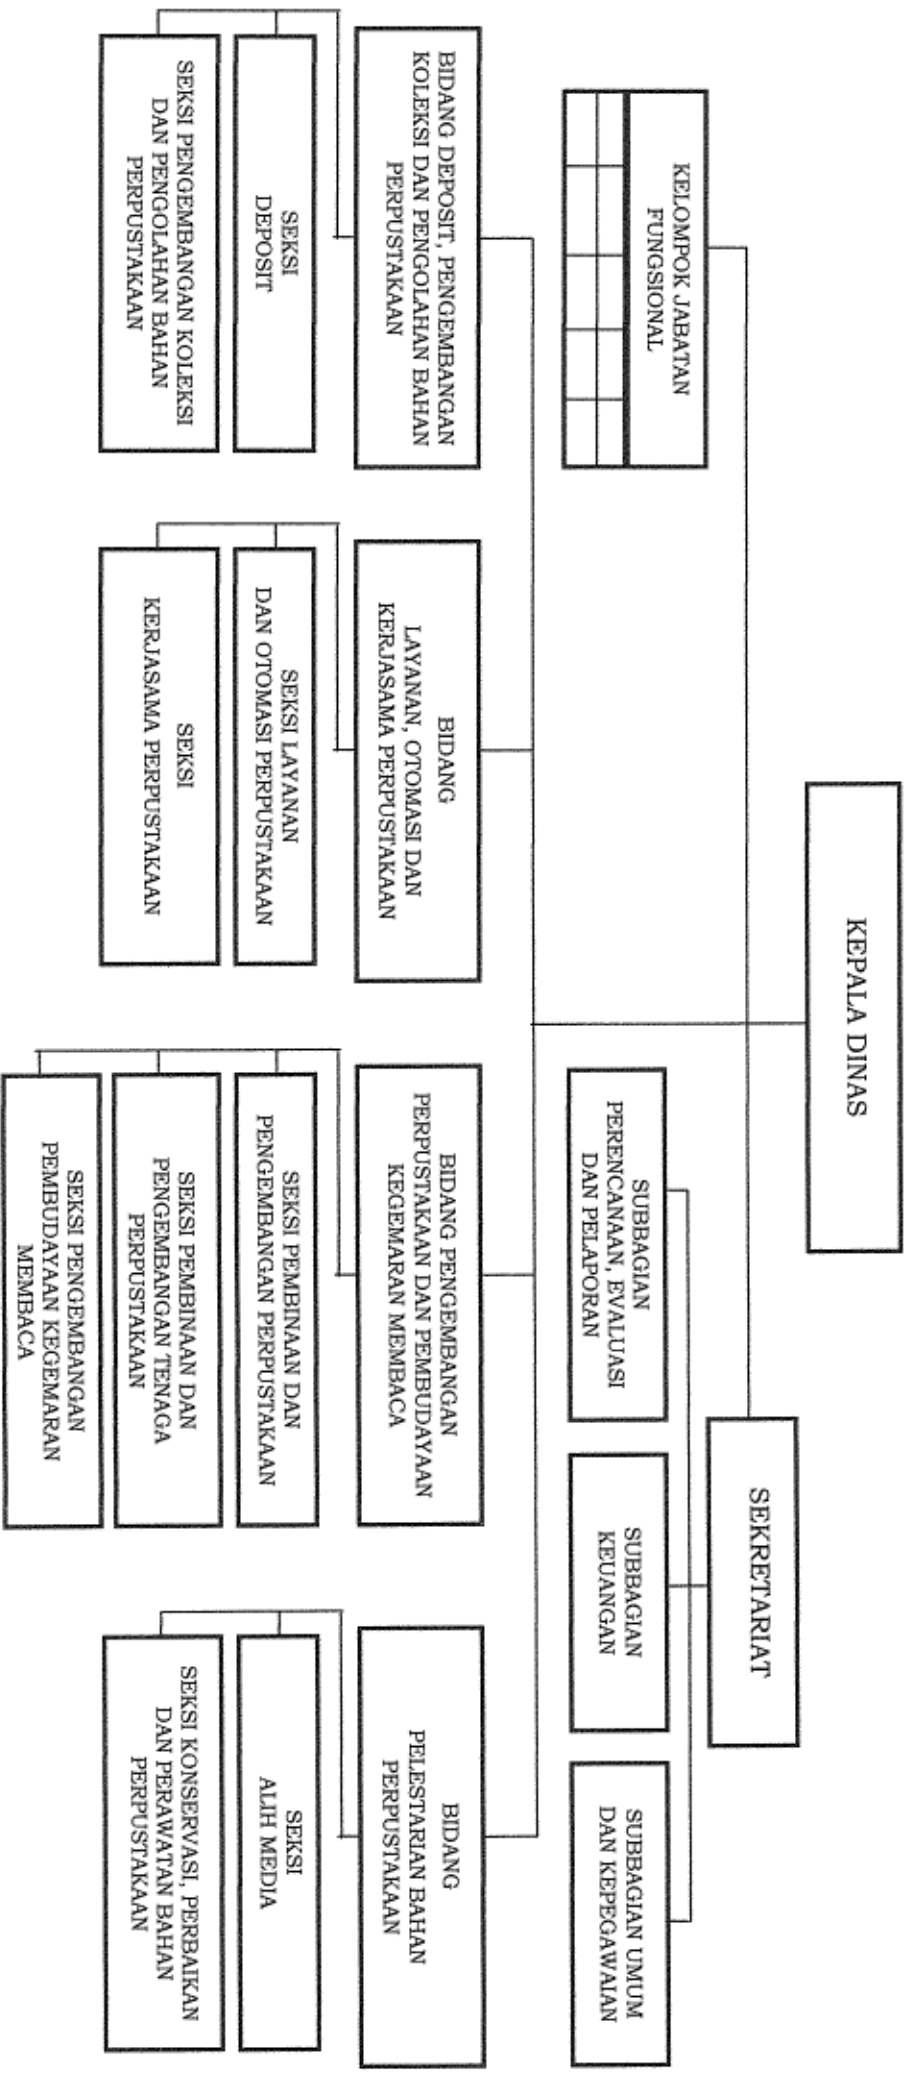 KEPALA DINAS
SEKRETARIAT
KELOMPOK JABATAN
FUNGSIONAL
SUBBAGIAN
PERENCANAAN, EVALUASI
DAN PELAPORAN
SUBBAGIAN
KEUANGAN
SUBBAGIAN UMUM
DAN KEPEGAWAIAN
BIDANG DEPOSIT, PENGEMBANGAN
KOLEKSI DAN PENGOLAHAN BAHAN
PERPUSTAKAAN
BIDANG
LAYANAN, OTOMASI DAN
KERJASAMA PERPUSTAKAAN
BIDANG PENGEMBANGAN
PERPUSTAKAAN DAN PEMBUDAYAAN
KEGEMARAN MEMBACA
BIDANG
PELESTARIAN BAHAN
PERPUSTAKAAN
SEKSI
DEPOSIT
SEKSI LAYANAN
DAN OTOMASI PERPUSTAKAAN
SEKSI PEMBINAAN DAN
PENGEMBANGAN PERPUSTAKAAN
SEKSI
ALIH MEDIA
SEKSI PENGEMBANGAN KOLEKSI
DAN PENGOLAHAN BAHAN
PERPUSTAKAAN
SEKSI
KERJASAMA PERPUSTAKAAN
SEKSI PEMBINAAN DAN
PENGEMBANGAN TENAGA
PERPUSTAKAAN
SEKSI KONSERVASI, PERBAIKAN
DAN PERAWATAN BAHAN
PERPUSTAKAAN
SEKSI PENGEMBANGAN
PEMBUDAYAAN KEGEMARAN
MEMBACA